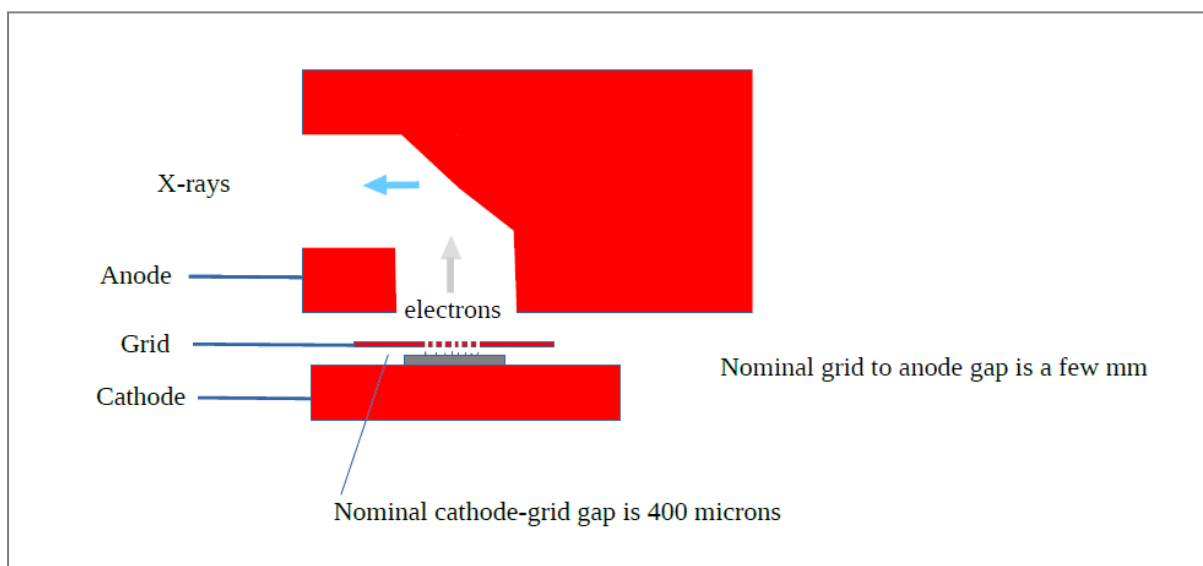 X-rays
Anode
electrons
Grid
Nominal grid to anode gap is a few mm
Cathode
Nominal cathode-grid gap is 400 microns